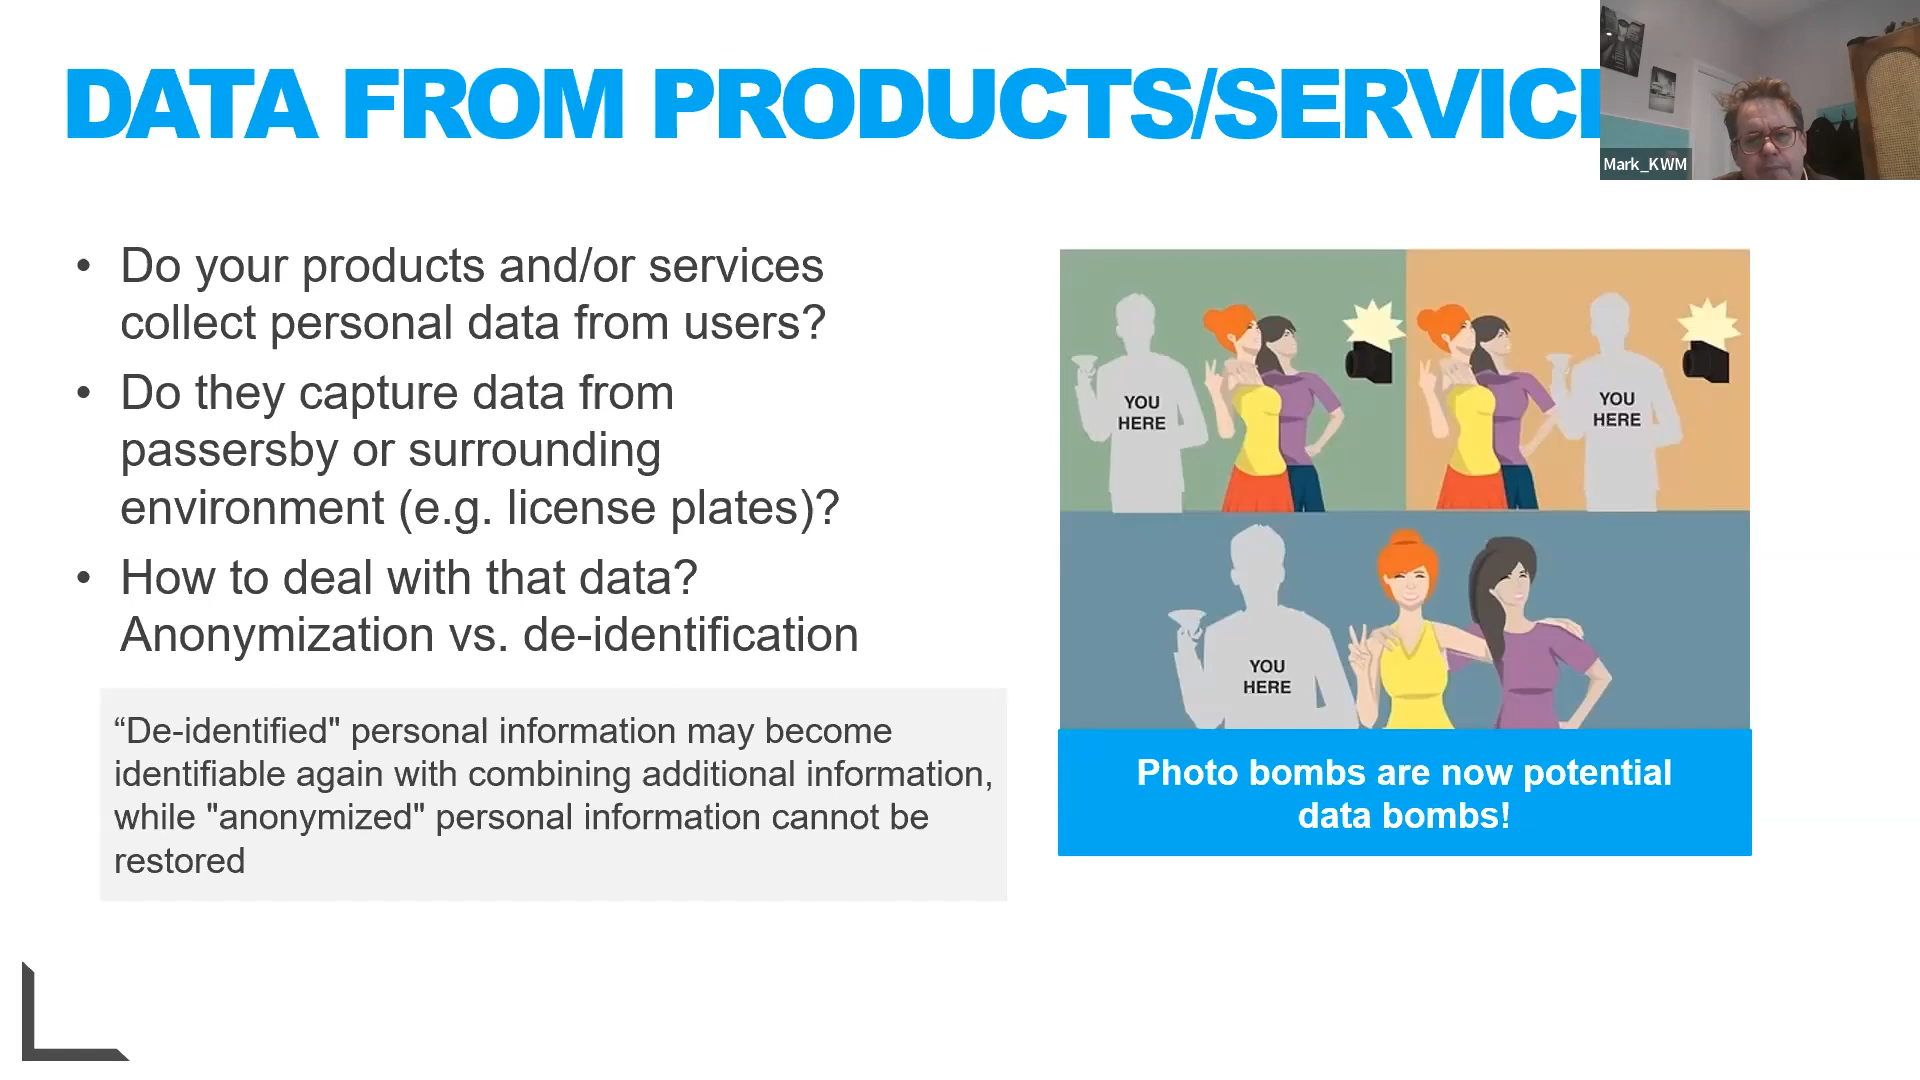 DATA FROM PRODUCTS/SERVICI
Mark_KWM
• Do your products and/or services
collect personal data from users?
• Do they capture data from
passersby or surrounding
environment (e.g. license plates)?
• How to deal with that data?
Anonymization vs. de-identification
“De-identified" personal information may become
identifiable again with combining additional information,
while "anonymized" personal information cannot be
restored
YOU
HERE
YOU
HERE
YOU
HERE
Photo bombs are now potential
data bombs!